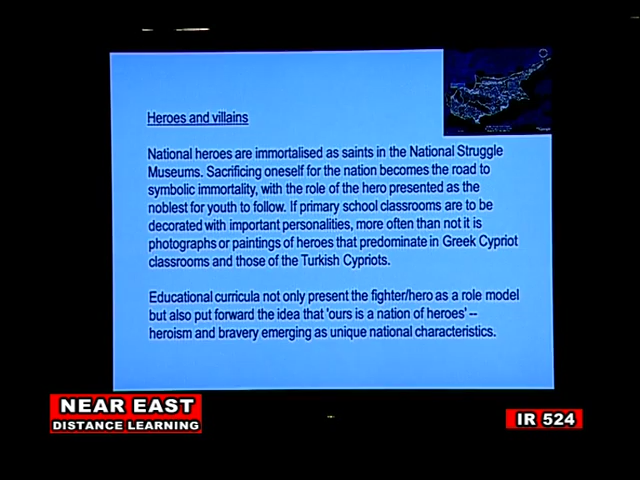 Heroes and villains
National heroes are immortalised as saints in the National Struggle
Museums. Sacrificing oneself for the nation becomes the road to
symbolic immortality, with the role of the hero presented as the
noblest for youth to follow. If primary school classrooms are to be
decorated with important personalities, more often than not it is
photographs or paintings of heroes that predominate in Greek Cypriot
classrooms and those of the Turkish Cypriots.
Educational curricula not only present the fighter/hero as a role model
but also put forward the idea that 'ours is a nation of heroes' --
heroism and bravery emerging as unique national characteristics.
NEAR EAST
DISTANCE LEARNING
IR 524